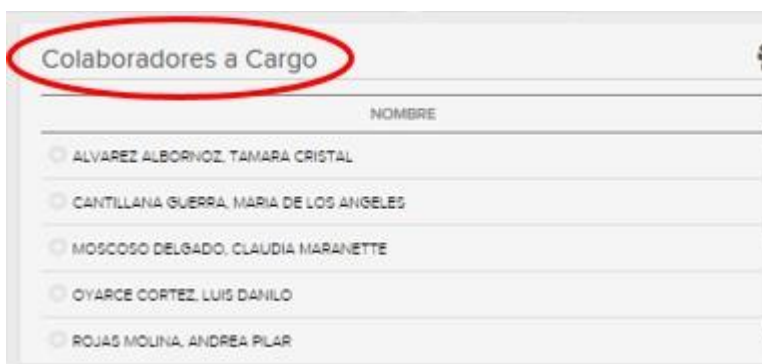 Colaboradores a Cargo
NOMBRE
ALVAREZ ALBORNOZ, TAMARA CRISTAL
CANTILLANA GUERRA, MARIA DE LOS ANGELES
MOSCOSO DELGADO, CLAUDIA MARANETTE
OYARCE CORTEZ, LUIS DANILO
ROJAS MOLINA, ANDREA PILAR